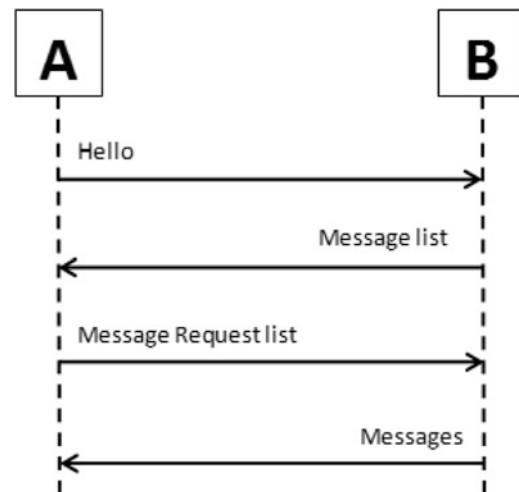 A
B
Hello
Message list
Message Request list
Messages